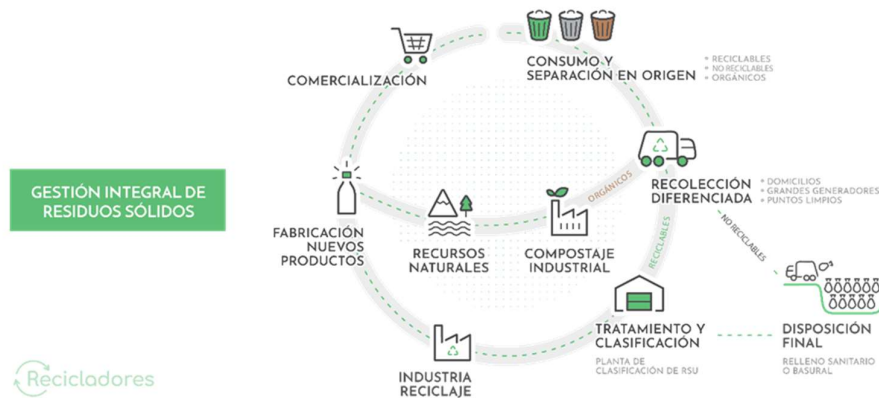 GESTIÓN INTEGRAL DE
RESIDUOS SÓLIDOS
COMERCIALIZACIÓN
CONSUMO Y
SEPARACIÓN EN ORIGEN
RECICLABLES
NO RECICLABLES
ORGÁNICOS
RECOLECCIÓN
DIFERENCIADA
DOMICILIOS
GRANDES GENERADORES
PUNTOS LIMPIOS
ORGÁNICOS
RECICLABLES
NO RECICLABLES
FABRICACIÓN
NUEVOS
PRODUCTOS
RECURSOS
NATURALES
COMPOSTAJE
INDUSTRIAL
TRATAMIENTO Y
CLASIFICACIÓN
PLANTA DE
CLASIFICACIÓN DE RSU
DISPOSICIÓN
FINAL
RELLENO SANITARIO
O BASURAL
INDUSTRIA
RECICLAJE
Recicladores